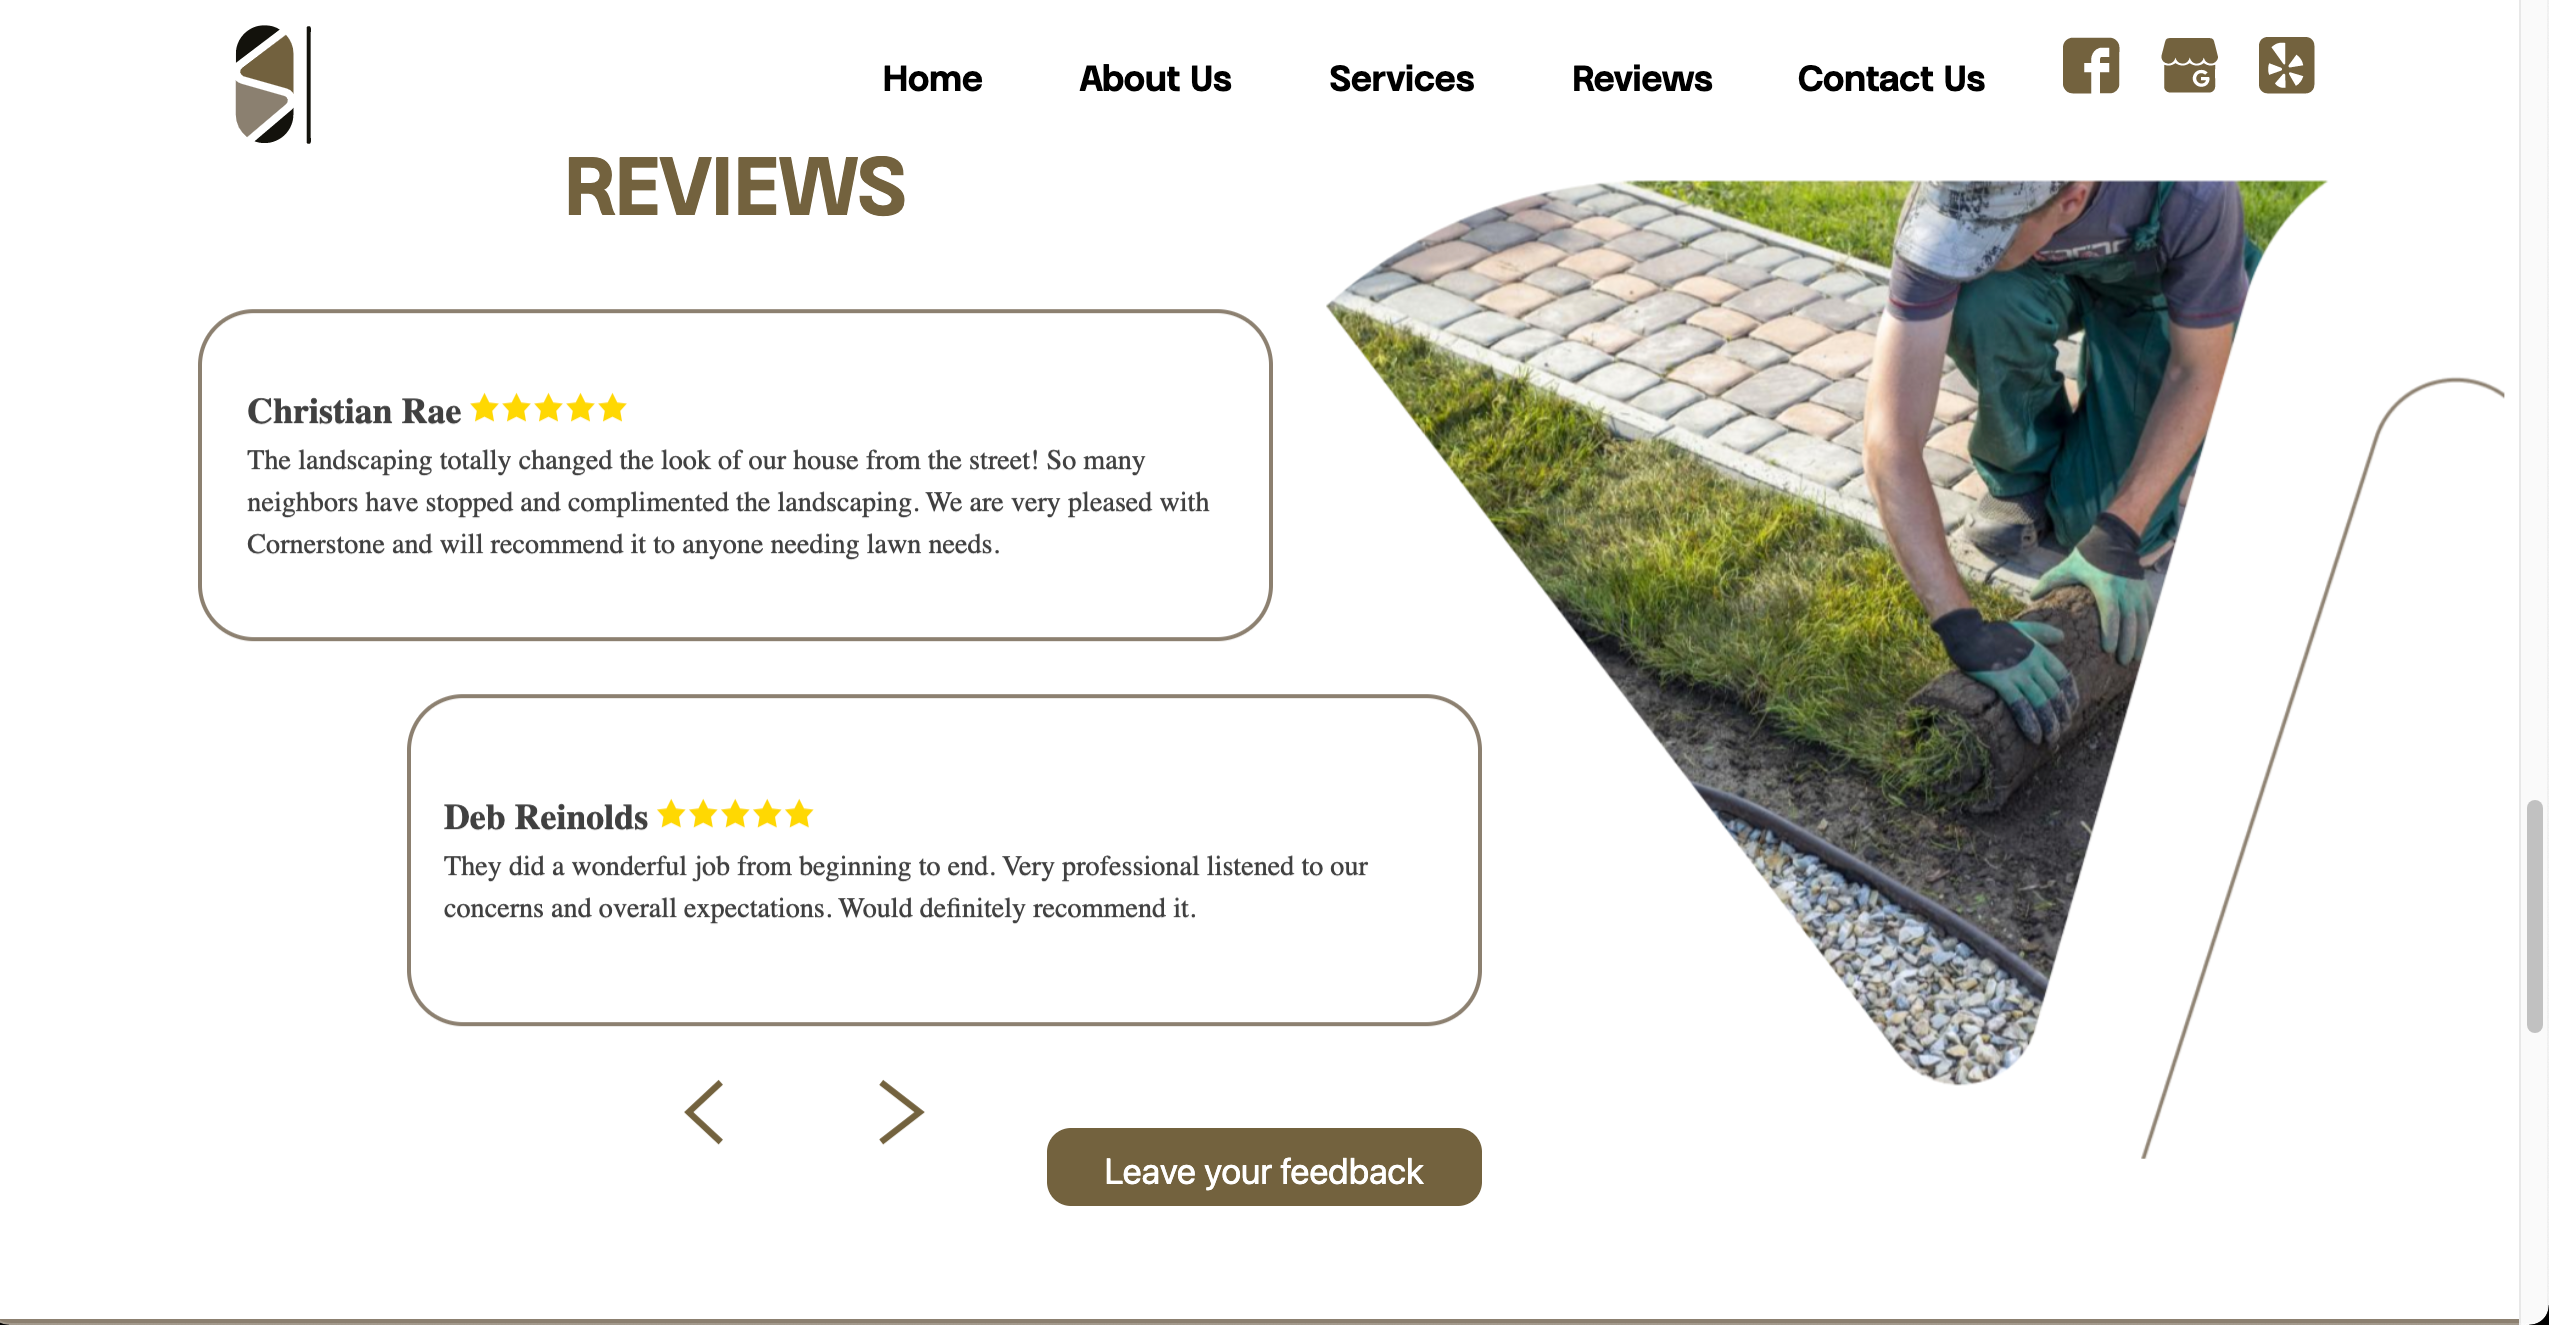 Home About Us Services Reviews Contact Us
REVIEWS
Christian Rae
The landscaping totally changed the look of our house from the street! So many
neighbors have stopped and complimented the landscaping. We are very pleased with
Cornerstone and will recommend it to anyone needing lawn needs.
Deb Reinolds
They did a wonderful job from beginning to end. Very professional listened to our
concerns and overall expectations. Would definitely recommend it.
Leave your feedback